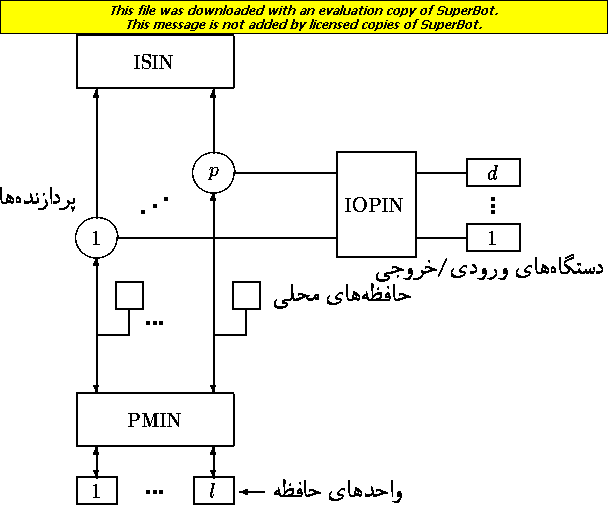 This file was downloaded with an evaluation copy of SuperBot.
This message is not added by licensed copies of SuperBot.
ISIN
p
d
پردازنده‌ها
IOPIN
1
1
دستگاه‌های ورودی/خروجی
حافظه‌های محلی
PMIN
1
l
واحدهای حافظه